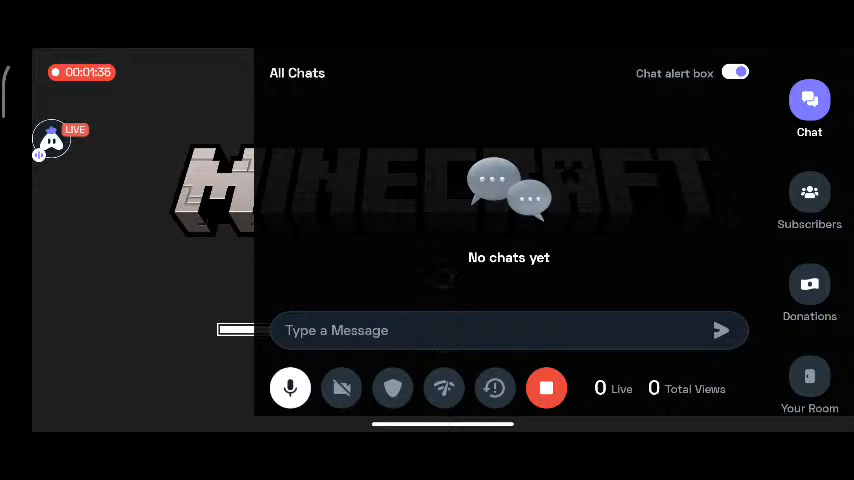 00:01:35
All Chats
Chat alert box
LIVE
Chat
MINECRAFT
No chats yet
Subscribers
Type a Message
Donations
0 Live
0 Total Views
Your Room